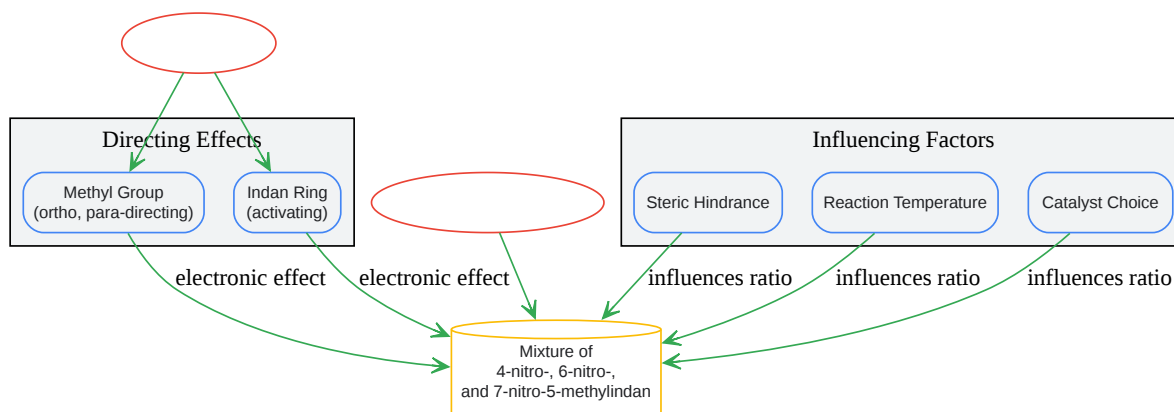 Directing Effects
Influencing Factors
Methyl Group
(ortho, para-directing)
Indan Ring
(activating)
Steric Hindrance
Reaction Temperature
Catalyst Choice
electronic effect
electronic effect
influences ratio
influences ratio
influences ratio
Mixture of
4-nitro-, 6-nitro-,
and 7-nitro-5-methylindan